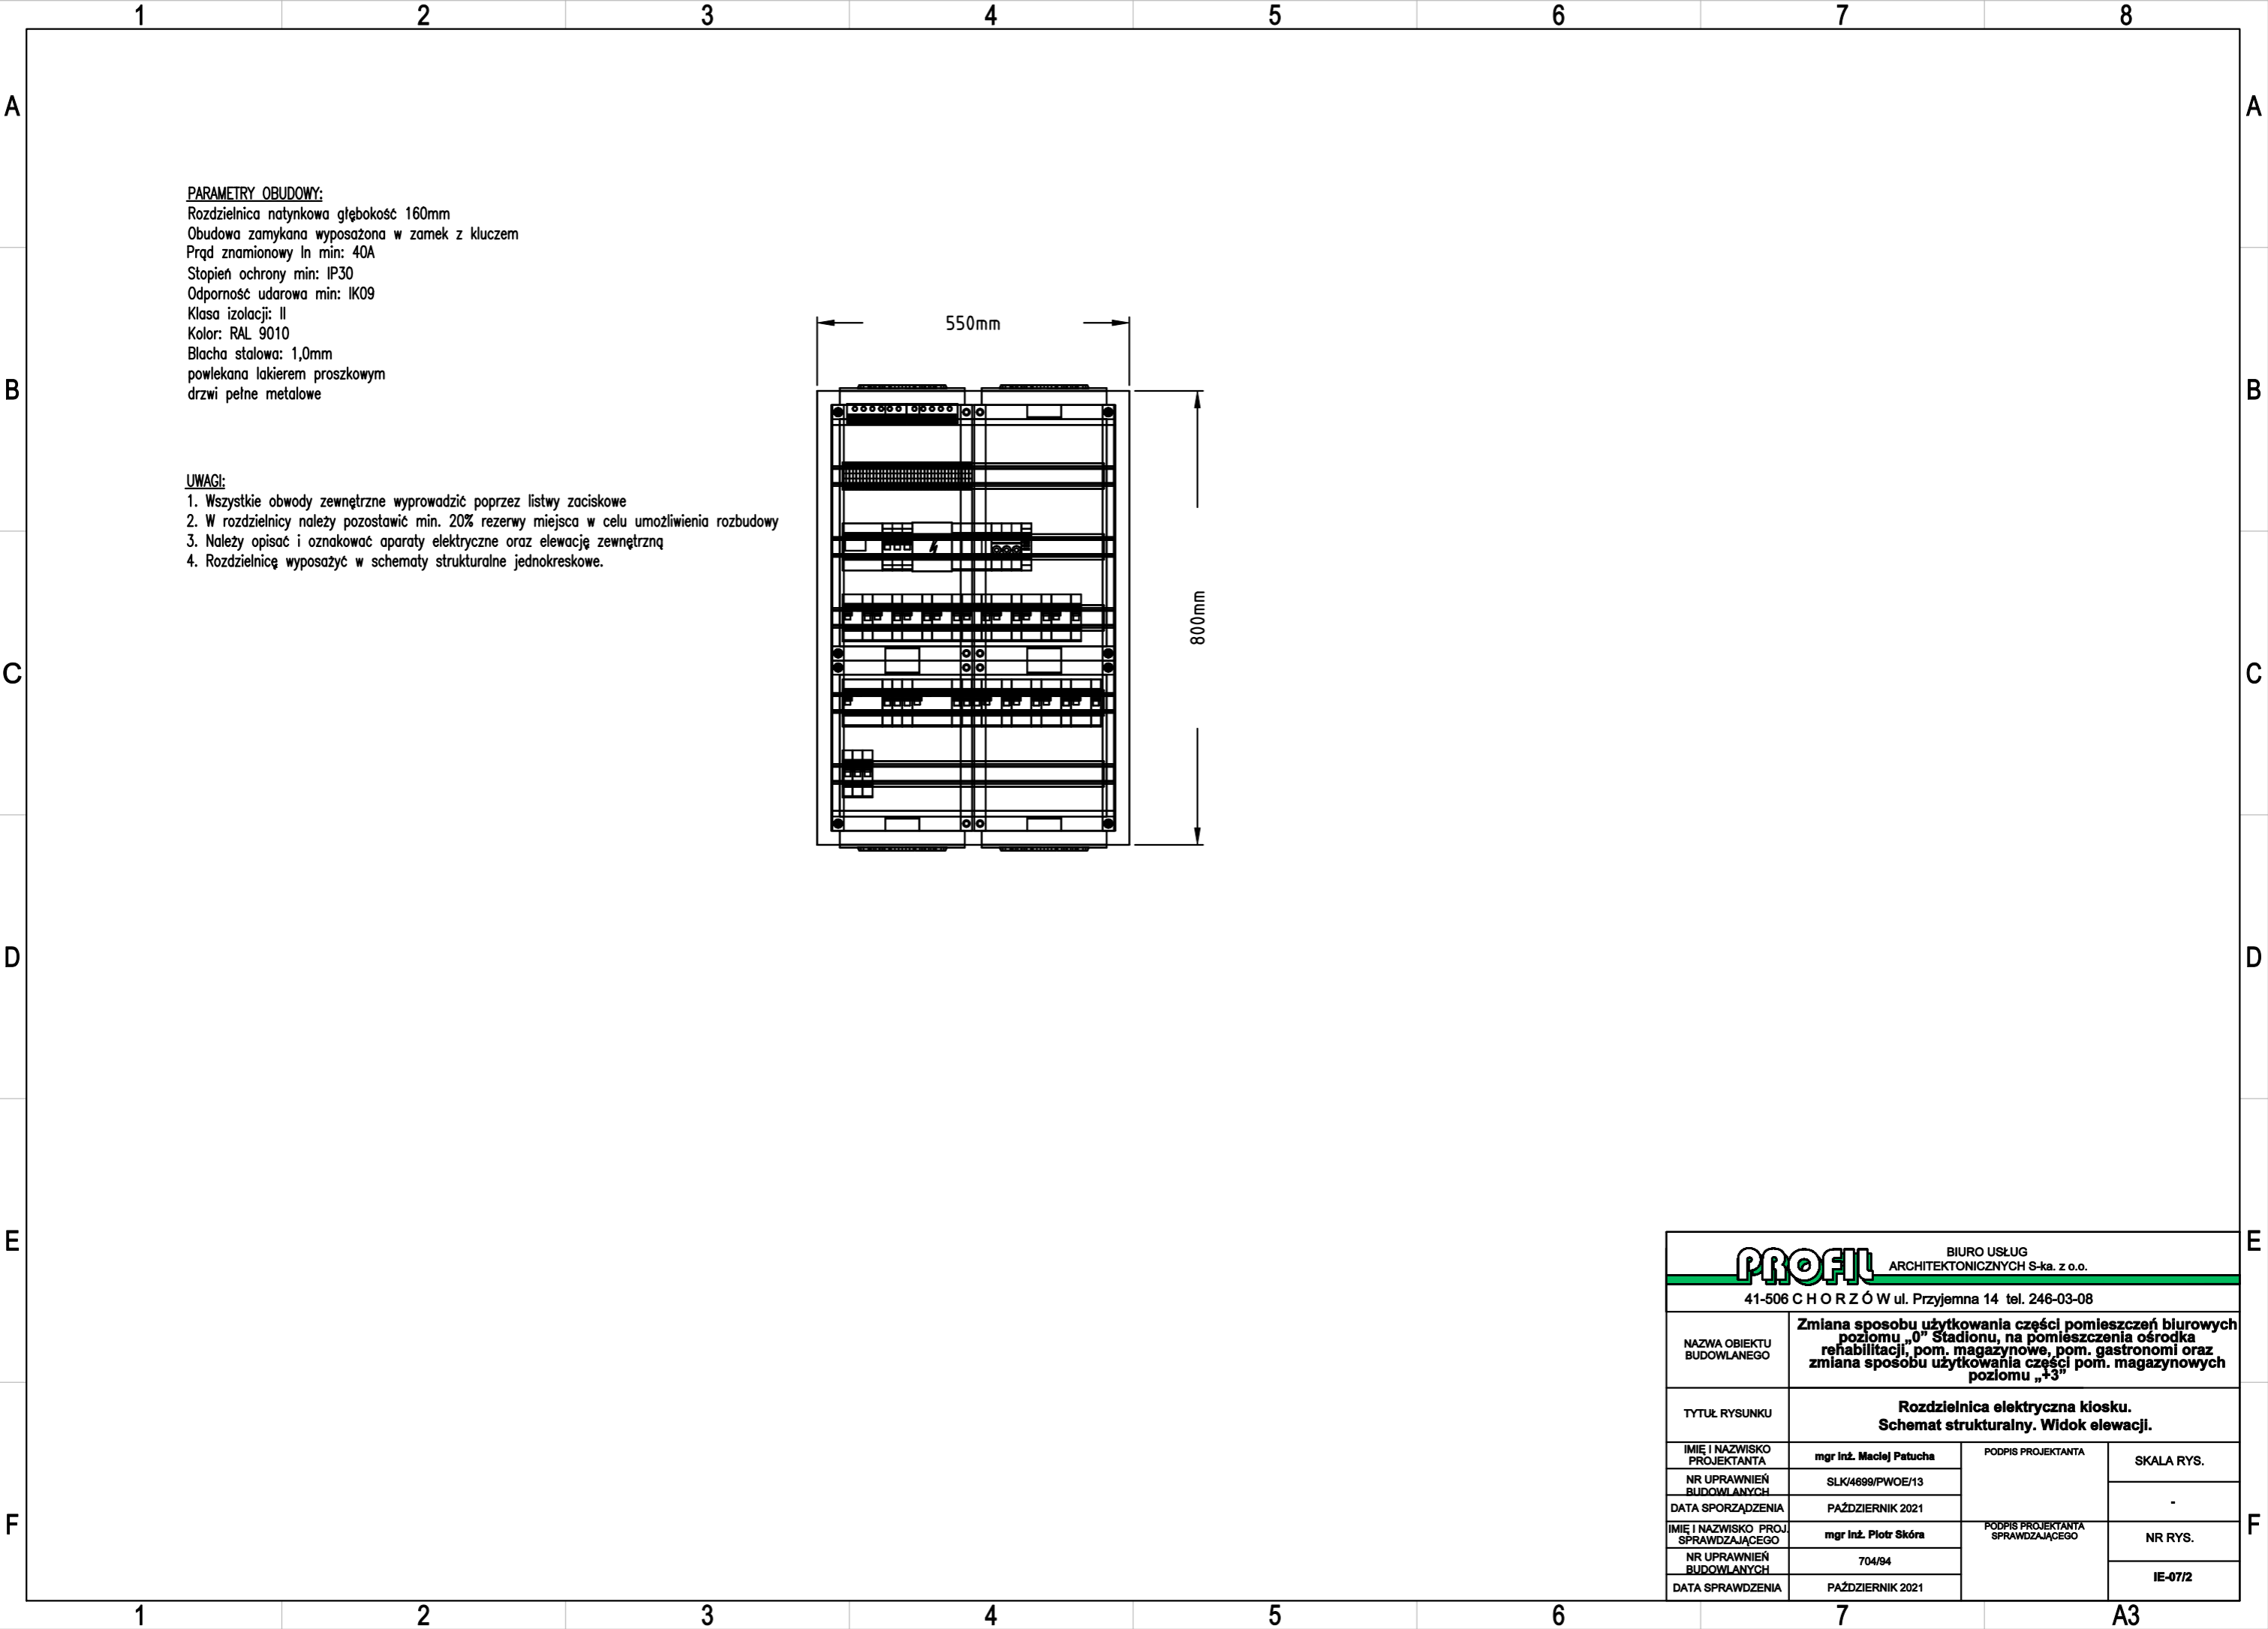 1 2 3 4 5 6 7 8
A A
B B
C C
D D
E E
F F
PARAMETRY OBUDOWY:
Rozdzielnica natynkowa głębokość 160mm
Obudowa zamykana wyposażona w zamek z kluczem
Prąd znamionowy In min: 40A
Stopień ochrony min: IP30
Odporność udarowa min: IK09
Klasa izolacji: II
Kolor: RAL 9010
Blacha stalowa: 1,0mm
powlekana lakierem proszkowym
drzwi pełne metalowe
UWAGI:
1. Wszystkie obwody zewnętrzne wyprowadzić poprzez listwy zaciskowe
2. W rozdzielnicy należy pozostawić min. 20% rezerwy miejsca w celu umożliwienia rozbudowy
3. Należy opisać i oznakować aparaty elektryczne oraz elewację zewnętrzną
4. Rozdzielnicę wyposażyć w schematy strukturalne jednokreskowe.
550mm
800mm
PROFIL
BIURO USŁUG
ARCHITEKTONICZNYCH S-ka. z o.o.
41-506 C H O R Z Ó W ul. Przyjemna 14 tel. 246-03-08
NAZWA OBIEKTU
BUDOWLANEGO
Zmiana sposobu użytkowania części pomieszczeń biurowych
poziomu „0” Stadionu, na pomieszczenia ośrodka
rehabilitacji, pom. magazynowe, pom. gastronomi oraz
zmiana sposobu użytkowania części pom. magazynowych
poziomu „+3”
TYTUŁ RYSUNKU
Rozdzielnica elektryczna kiosku.
Schemat strukturalny. Widok elewacji.
IMIĘ I NAZWISKO
PROJEKTANTA
mgr inż. Maciej Patucha
PODPIS PROJEKTANTA
SKALA RYS.
NR UPRAWNIEŃ
BUDOWLANYCH
SLK/4699/PWOE/13
-
DATA SPORZĄDZENIA
PAŹDZIERNIK 2021
IMIĘ I NAZWISKO PROJ.
SPRAWDZAJĄCEGO
mgr inż. Piotr Skóra
PODPIS PROJEKTANTA
SPRAWDZAJĄCEGO
NR RYS.
NR UPRAWNIEŃ
BUDOWLANYCH
704/94
IE-07/2
DATA SPRAWDZENIA
PAŹDZIERNIK 2021
1 2 3 4 5 6 7 A3